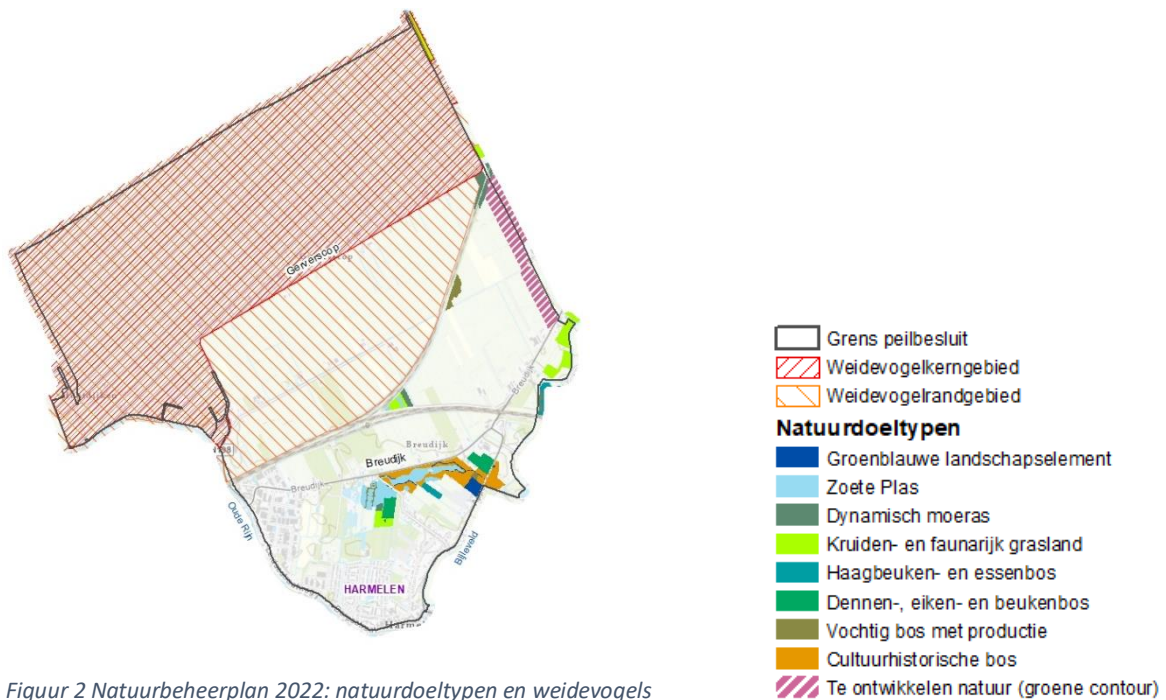 Gerverscop
Breudijk
Breudijk
Breudijk
Breudijk
Oude Rijn
Bijleveld
HARMELEN
Grens peilbesluit
Weidevogelkerngebied
Weidevogelrandgebied
Natuurdoeltypen
Groenblauwe landschapselement
Zoete Plas
Dynamisch moeras
Kruiden- en faunarijk grasland
Haagbeuken- en essenbos
Dennen-, eiken- en beukenbos
Vochtig bos met productie
Cultuurhistorische bos
Te ontwikkelen natuur (groene contour)
Figuur 2 Natuurbeheerplan 2022: natuurdoeltypen en weidevogels